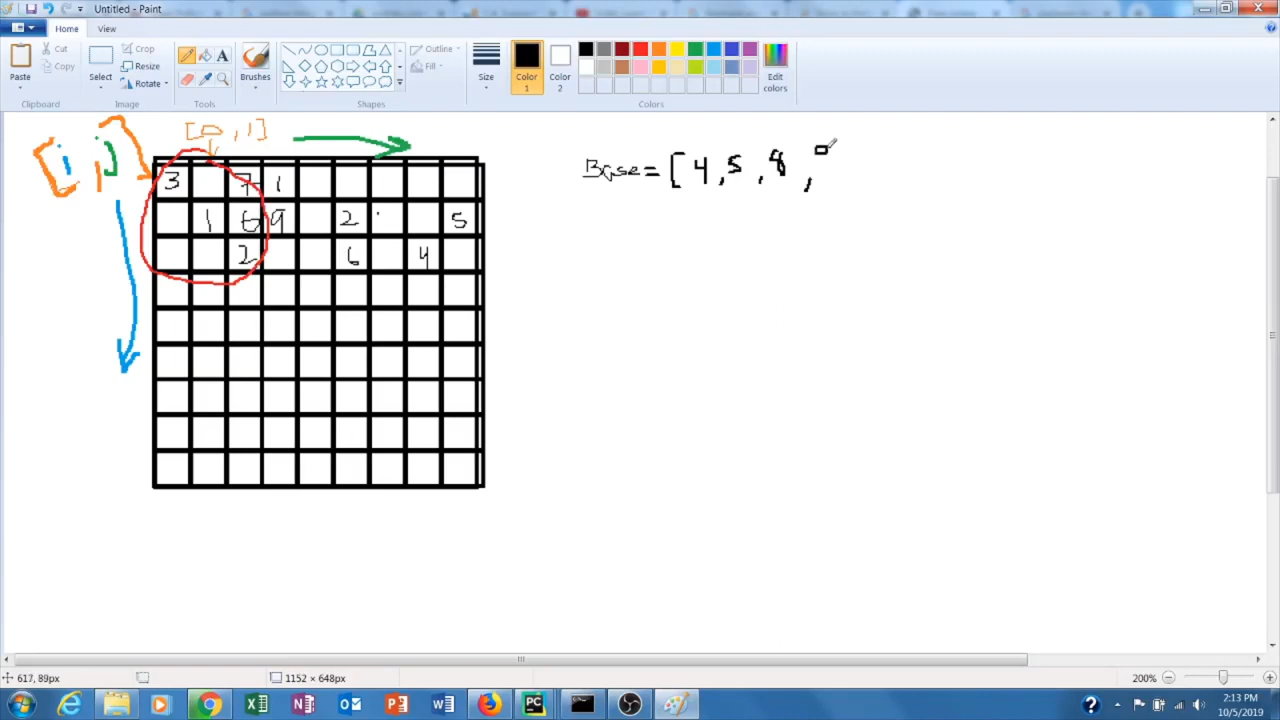 Untitled - Paint
Home View
Paste
Cut
Copy
Clipboard
Select
Crop
Resize
Rotate
Image
A
Tools
Brushes
Shapes
Outline
Fill
Size
Color 1
Color 2
Edit colors
Colors
[i, j]
[0, 1]
3 7 1
1 6 9 2 5
2 6 4
Base = [4, 5, 8,
617, 89px
1152 × 648px
200%
2:13 PM
10/5/2019